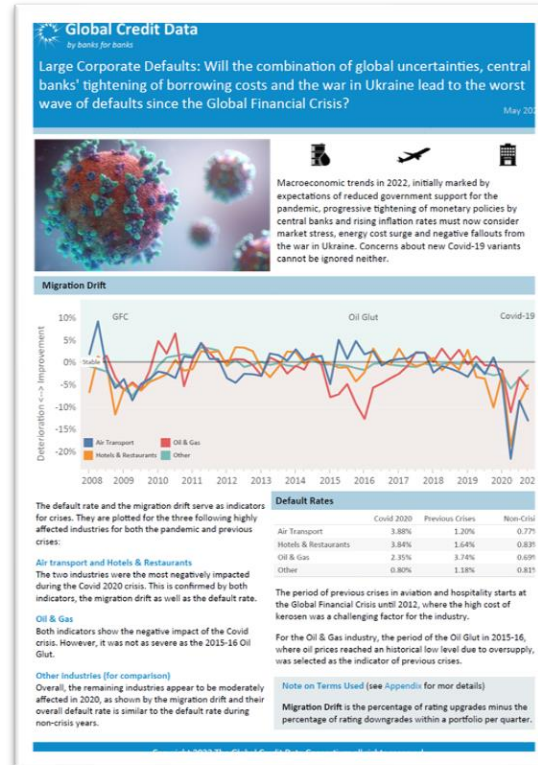 Global Credit Data
by banks for banks
Large Corporate Defaults: Will the combination of global uncertainties, central
banks' tightening of borrowing costs and the war in Ukraine lead to the worst
wave of defaults since the Global Financial Crisis?
May 202
Macroeconomic trends in 2022, initially marked by
expectations of reduced government support for the
pandemic, progressive tightening of monetary policies by
central banks and rising inflation rates must now consider
market stress, energy cost surge and negative fallouts from
the war in Ukraine. Concerns about new Covid-19 variants
cannot be ignored neither.
Migration Drift
GFC Oil Glut Covid-19
Deterioration <--> Improvement
10%
5%
0%
-5%
-10%
-15%
-20%
Stable
Air Transport Oil & Gas
Hotels & Restaurants Other
2008 2009 2010 2011 2012 2013 2014 2015 2016 2017 2018 2019 2020 202
The default rate and the migration drift serve as indicators
for crises. They are plotted for the three following highly
affected industries for both the pandemic and previous
crises:
Air transport and Hotels & Restaurants
The two industries were the most negatively impacted
during the Covid 2020 crisis. This is confirmed by both
indicators, the migration drift as well as the default rate.
Oil & Gas
Both indicators show the negative impact of the Covid
crisis. However, it was not as severe as the 2015-16 Oil
Glut.
Other Industries (for comparison)
Overall, the remaining industries appear to be moderately
affected in 2020, as shown by the migration drift and their
overall default rate is similar to the default rate during
non-crisis years.
Default Rates
Covid 2020 Previous Crises Non-Crisi
Air Transport 3.88% 1.20% 0.77%
Hotels & Restaurants 3.84% 1.64% 0.83%
Oil & Gas 2.35% 3.74% 0.69%
Other 0.80% 1.18% 0.81%
The period of previous crises in aviation and hospitality starts at
the Global Financial Crisis until 2012, where the high cost of
kerosen was a challenging factor for the industry.
For the Oil & Gas industry, the period of the Oil Glut in 2015-16,
where oil prices reached an historical low level due to oversupply,
was selected as the indicator of previous crises.
Note on Terms Used (see Appendix for mor details)
Migration Drift is the percentage of rating upgrades minus the
percentage of rating downgrades within a portfolio per quarter.